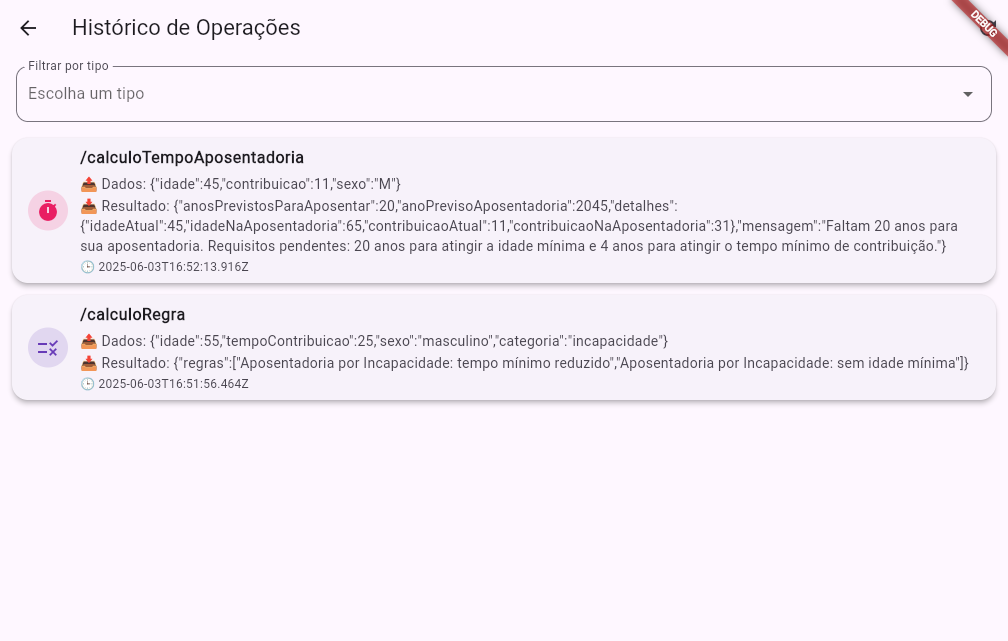 Histórico de Operações
DEBUG
Filtrar por tipo
Escolha um tipo
/calculoTempoAposentadoria
Dados: {"idade":45,"contribuicao":11,"sexo":"M"}
Resultado: {"anosPrevistosParaAposentar":20,"anoPrevisoAposentadoria":2045,"detalhes":
{"idadeAtual":45,"idadeNaAposentadoria":65,"contribuicaoAtual":11,"contribuicaoNaAposentadoria":31},"mensagem":"Faltam 20 anos para
sua aposentadoria. Requisitos pendentes: 20 anos para atingir a idade mínima e 4 anos para atingir o tempo mínimo de contribuição."}
2025-06-03T16:52:13.916Z
/calculoRegra
Dados: {"idade":55,"tempoContribuicao":25,"sexo":"masculino","categoria":"incapacidade"}
Resultado: {"regras":["Aposentadoria por Incapacidade: tempo mínimo reduzido","Aposentadoria por Incapacidade: sem idade mínima"]}
2025-06-03T16:51:56.464Z